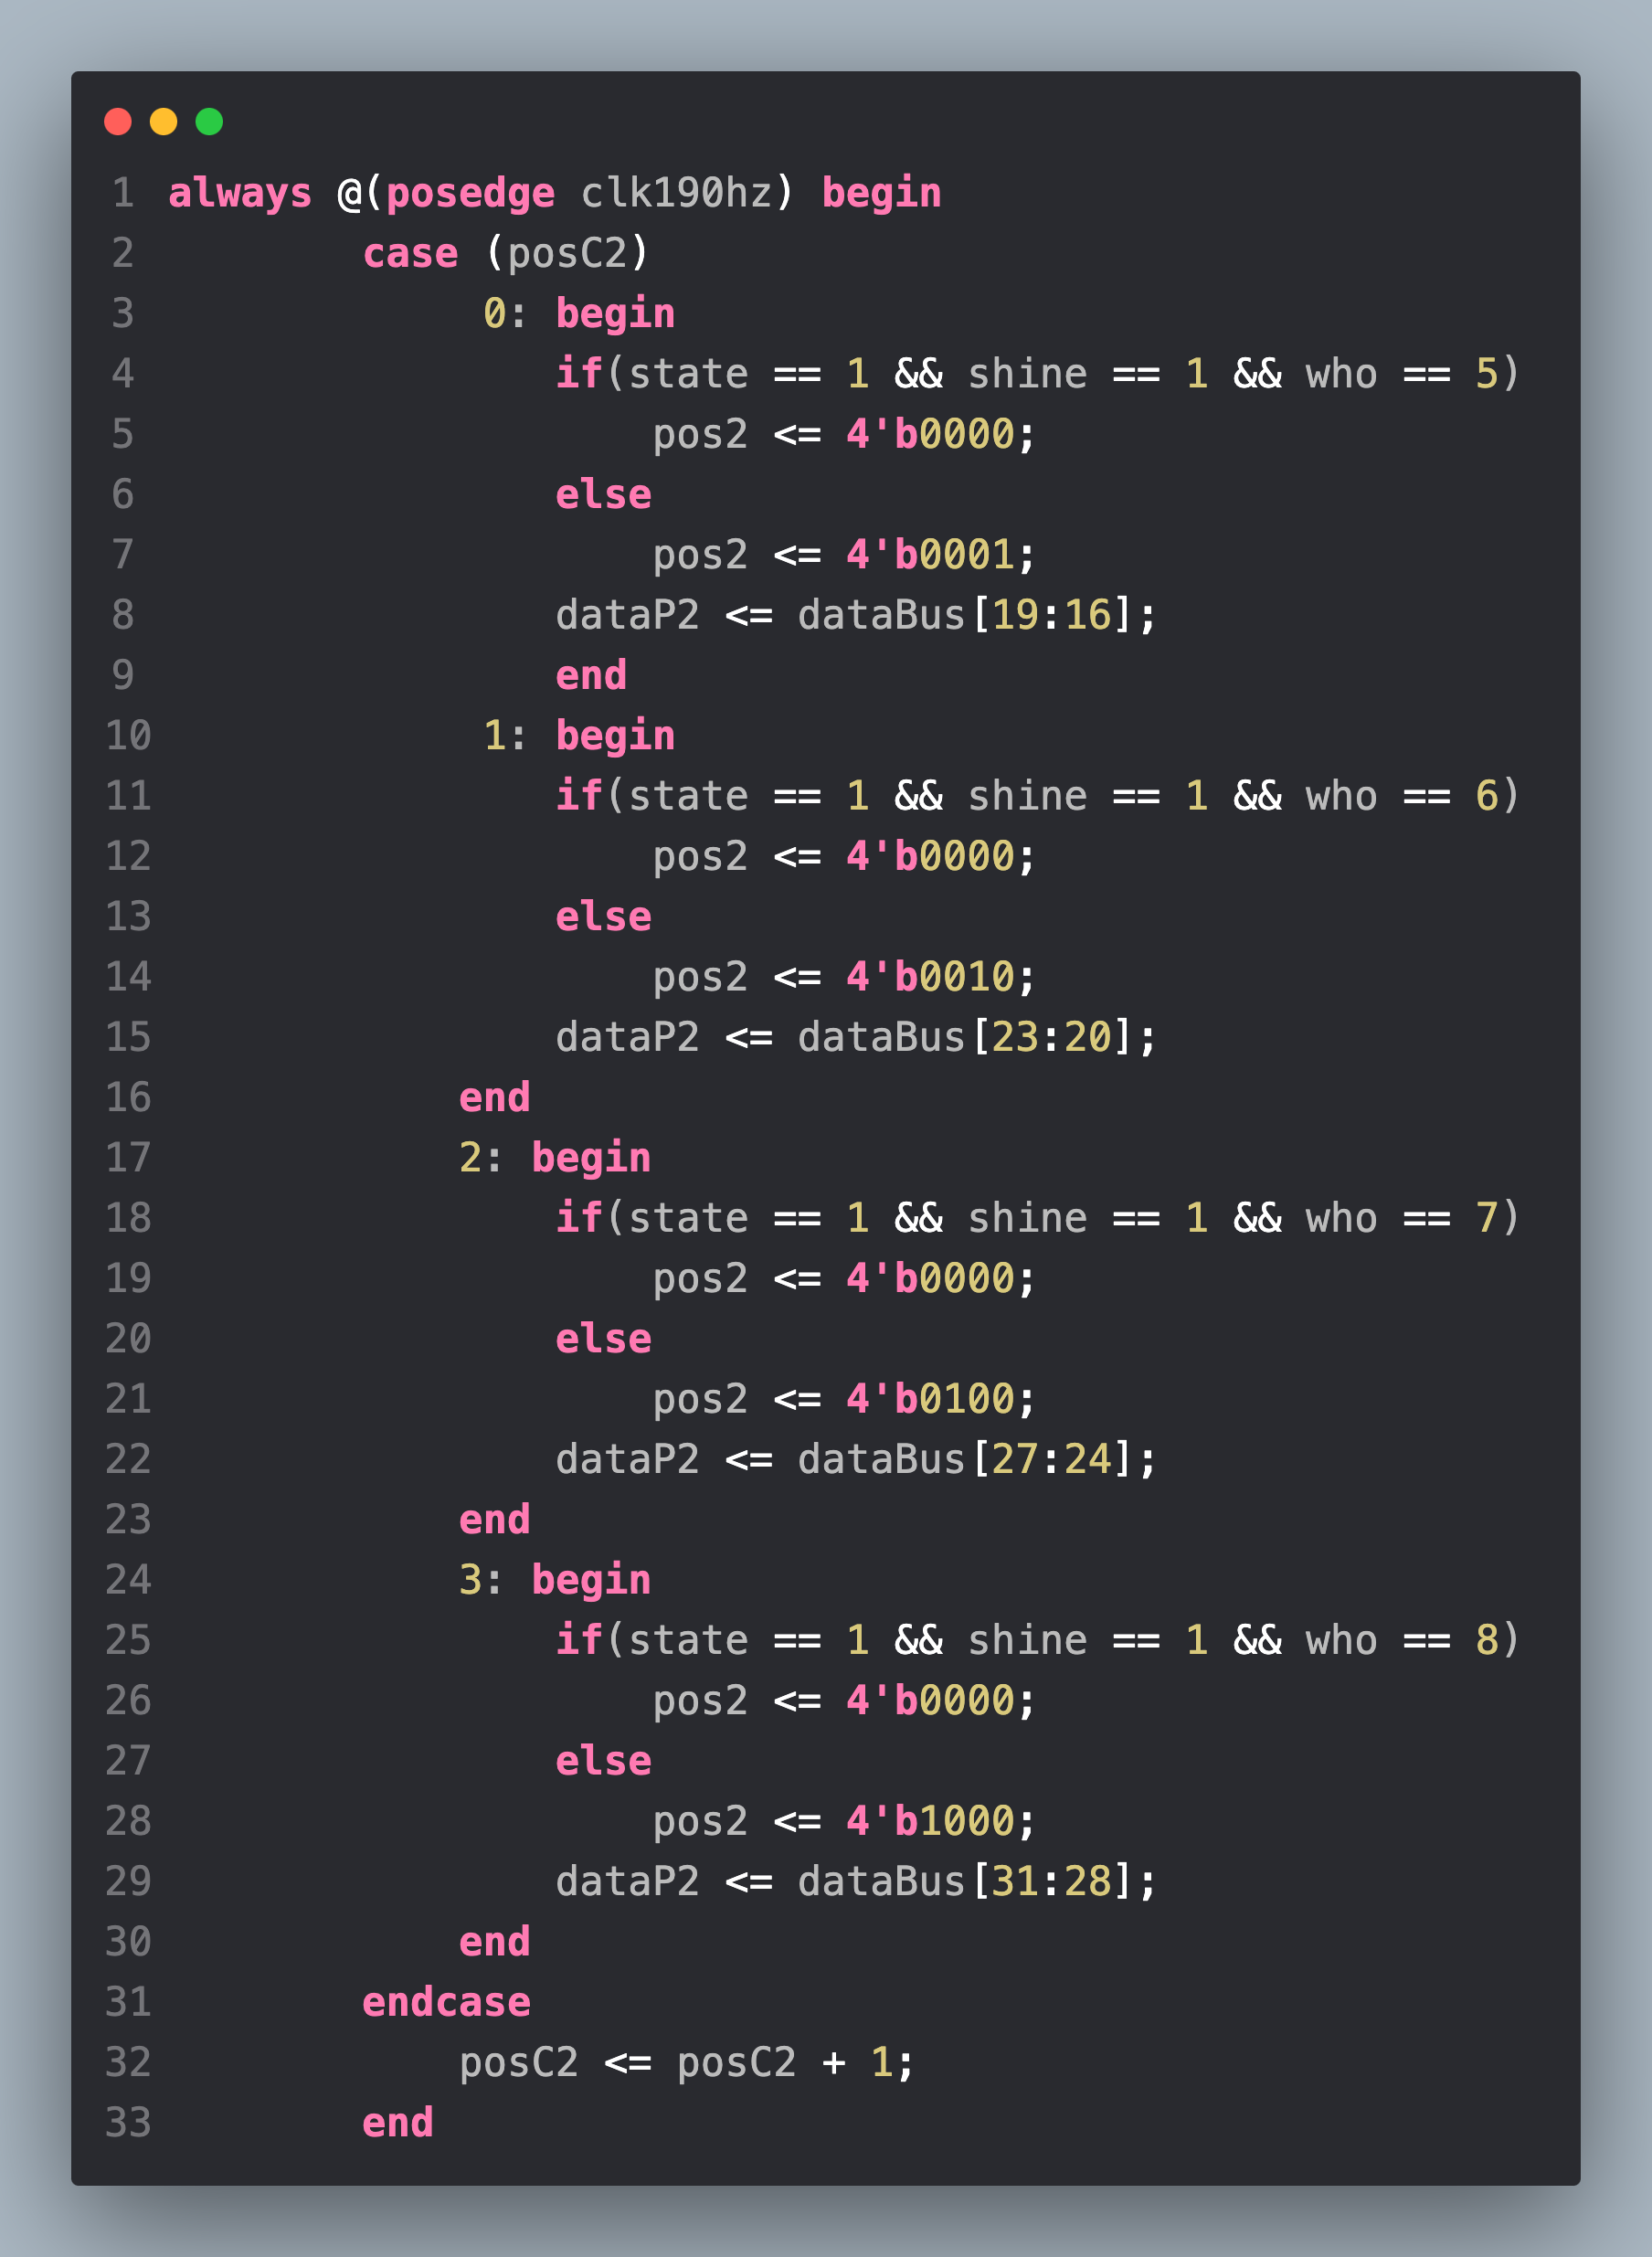 1 always @(posedge clk190hz) begin
2         case (posC2)
3              0: begin
4                 if(state == 1 && shine == 1 && who == 5)
5                     pos2 <= 4'b0000;
6                 else
7                     pos2 <= 4'b0001;
8                 dataP2 <= dataBus[19:16];
9                 end
10              1: begin
11                 if(state == 1 && shine == 1 && who == 6)
12                     pos2 <= 4'b0000;
13                 else
14                     pos2 <= 4'b0010;
15                 dataP2 <= dataBus[23:20];
16             end
17             2: begin
18                 if(state == 1 && shine == 1 && who == 7)
19                     pos2 <= 4'b0000;
20                 else
21                     pos2 <= 4'b0100;
22                 dataP2 <= dataBus[27:24];
23             end
24             3: begin
25                 if(state == 1 && shine == 1 && who == 8)
26                     pos2 <= 4'b0000;
27                 else
28                     pos2 <= 4'b1000;
29                 dataP2 <= dataBus[31:28];
30             end
31         endcase
32             posC2 <= posC2 + 1;
33         end